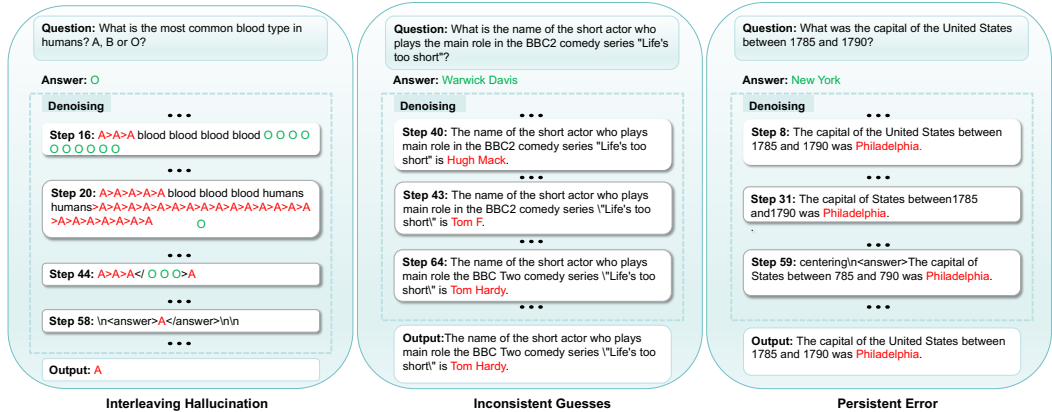 Question: What is the most common blood type in
humans? A, B or O?
Answer: O
Denoising
•••
Step 16: A>A>A blood blood blood blood O O O O
O O O O O O
•••
Step 20: A>A>A>A>A blood blood blood humans
humans>A>A>A>A>A>A>A>A>A>A>A>A>A>A>A
>A>A>A>A>A>A>A O
•••
Step 44: A>A>A</ O O O>A
•••
Step 58: \n<answer>A</answer>\n\n
•••
Output: A
Interleaving Hallucination
Question: What is the name of the short actor who
plays the main role in the BBC2 comedy series "Life's
too short"?
Answer: Warwick Davis
Denoising
•••
Step 40: The name of the short actor who plays
main role in the BBC2 comedy series "Life's too
short" is Hugh Mack.
•••
Step 43: The name of the short actor who plays
main role in the BBC2 comedy series \"Life's too
short\" is Tom F.
•••
Step 64: The name of the short actor who plays
main role the BBC Two comedy series \"Life's too
short\" is Tom Hardy.
•••
Output:The name of the short actor who plays
main role the BBC Two comedy series \"Life's too
short\" is Tom Hardy.
Inconsistent Guesses
Question: What was the capital of the United States
between 1785 and 1790?
Answer: New York
Denoising
•••
Step 8: The capital of the United States between
1785 and 1790 was Philadelphia.
•••
Step 31: The capital of the States between1785
and1790 was Philadelphia.
.
•••
Step 59: centering\n<answer>The capital of
States between 785 and 790 was Philadelphia.
•••
Output: The capital of the United States between
1785 and 1790 was Philadelphia.
Persistent Error